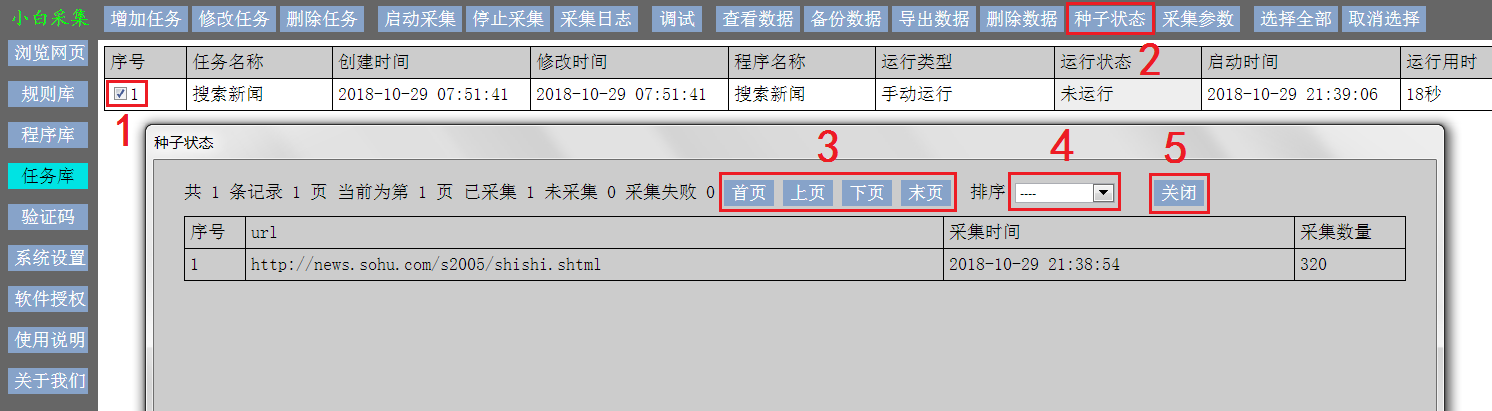 小白采集 增加任务 修改任务 删除任务 启动采集 停止采集 采集日志 调试 查看数据 备份数据 导出数据 删除数据 种子状态 采集参数 选择全部 取消选择
浏览网页
规则库
程序库
任务库
验证码
系统设置
软件授权
使用说明
关于我们
序号 任务名称 创建时间 修改时间 程序名称 运行类型 运行状态 2 启动时间 运行用时
1 搜索新闻 2018-10-29 07:51:41 2018-10-29 07:51:41 搜索新闻 手动运行 未运行 2018-10-29 21:39:06 18秒
1
种子状态
3 4 5
共 1 条记录 1 页 当前为第 1 页 已采集 1 未采集 0 采集失败 0 首页 上页 下页 末页 排序 ---- 关闭
序号 url 采集时间 采集数量
1 http://news.sohu.com/s2005/shishi.shtml 2018-10-29 21:38:54 320